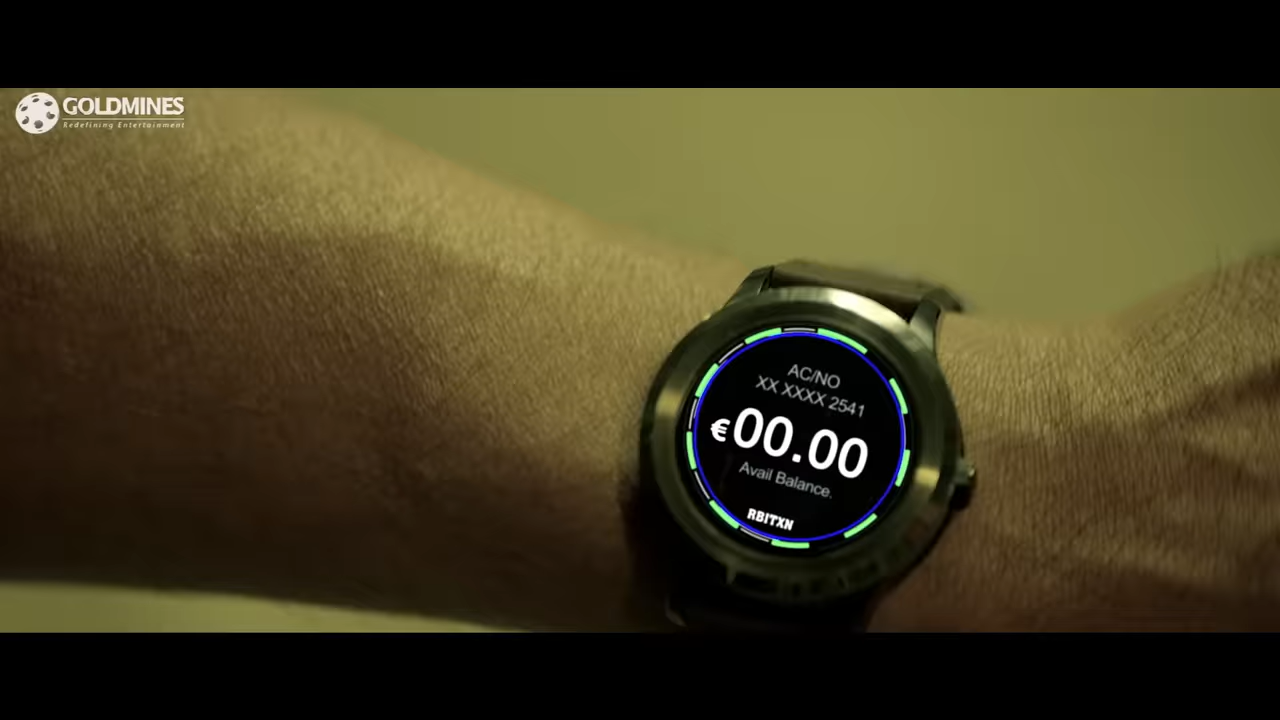 GOLDMINES
Redefining Entertainment
AC/NO
XX XXXX 2541
€00.00
Avail Balance.
RBITXN